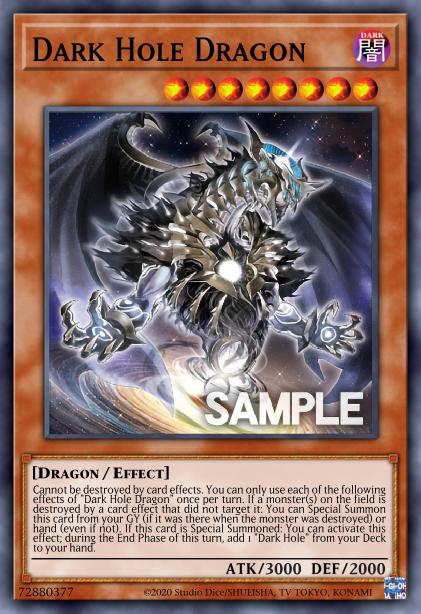 DARK HOLE DRAGON
DARK
闇
SAMPLE
[DRAGON / EFFECT]
Cannot be destroyed by card effects. You can only use each of the following
effects of "Dark Hole Dragon" once per turn. If a monster(s) on the field is
destroyed by a card effect that did not target it: You can Special Summon
this card from your GY (if it was there when the monster was destroyed) or
hand (even if not). If this card is Special Summoned: You can activate this
effect; during the End Phase of this turn, add 1 "Dark Hole" from your Deck
to your hand.
ATK/3000 DEF/2000
72880377
©2020 Studio Dice/SHUEISHA, TV TOKYO, KONAMI